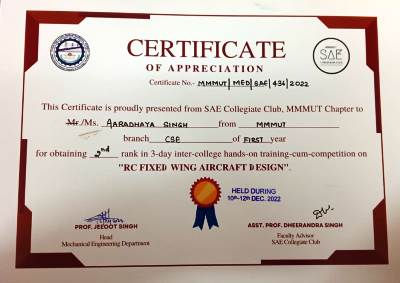 CERTIFICATE
OF APPRECIATION
SAE
Certificate No.- MMMUT/MED/SAE/434/2022
This Certificate is proudly presented from SAE Collegiate Club, MMMUT Chapter to
Mr./Ms. AARADHAYA SINGH from MMMUT
branch CSE of FIRST year
for obtaining 2nd rank in 3-day inter-college hands-on training-cum-competition on
"RC FIXED WING AIRCRAFT DESIGN".
HELD DURING
10th-12th DEC. 2022
PROF. JEEOOT SINGH
Head
Mechanical Engineering Department
ASST. PROF. DHEERANDRA SINGH
Faculty Advisor
SAE Collegiate Club